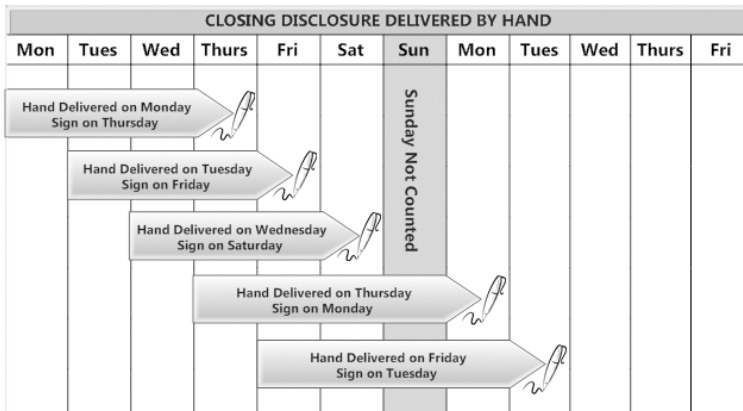 CLOSING DISCLOSURE DELIVERED BY HAND
Mon Tues Wed Thurs Fri Sat Sun Mon Tues Wed Thurs Fri
Hand Delivered on Monday
Sign on Thursday
Hand Delivered on Tuesday
Sign on Friday
Hand Delivered on Wednesday
Sign on Saturday
Sunday Not Counted
Hand Delivered on Thursday
Sign on Monday
Hand Delivered on Friday
Sign on Tuesday